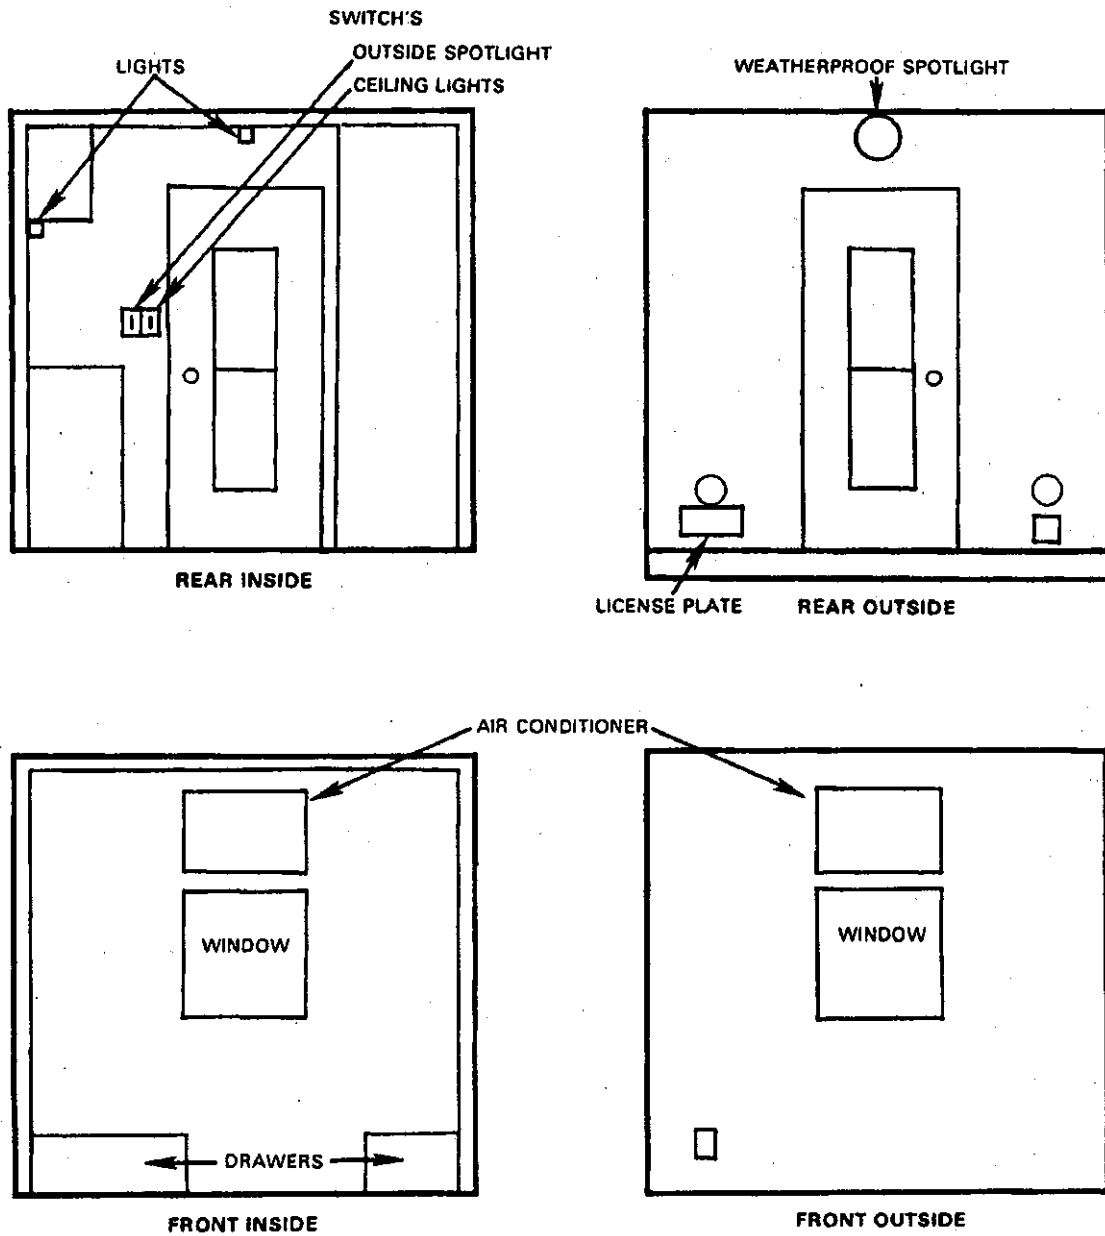 SWITCH'S
OUTSIDE SPOTLIGHT
CEILING LIGHTS
LIGHTS
WEATHERPROOF SPOTLIGHT
REAR INSIDE
LICENSE PLATE
REAR OUTSIDE
AIR CONDITIONER
WINDOW
WINDOW
DRAWERS
FRONT INSIDE
FRONT OUTSIDE